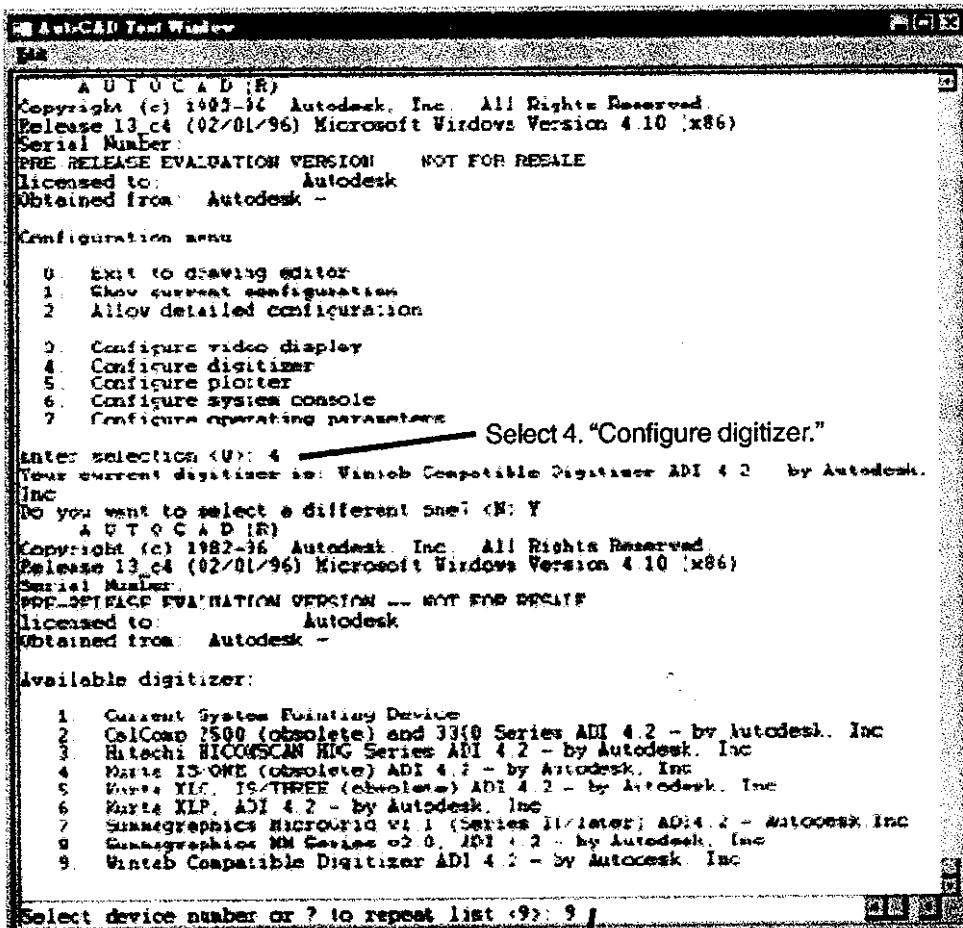 AutoCAD Text Window
Edit
A U T O C A D (R)
Copyright (c) 1982-96 Autodesk, Inc. All Rights Reserved.
Release 13_c4 (02/01/96) Microsoft Windows Version 4.10 (x86)
Serial Number:
PRE-RELEASE EVALUATION VERSION -- NOT FOR RESALE
licensed to: Autodesk
Obtained from: Autodesk -
Configuration menu
0. Exit to drawing editor
1. Show current configuration
2. Allow detailed configuration
3. Configure video display
4. Configure digitizer
5. Configure plotter
6. Configure system console
7. Configure operating parameters
Select 4. “Configure digitizer.”
Enter selection <0>: 4
Your current digitizer is: Wintab Compatible Digitizer ADI 4.2 - by Autodesk,
Inc
Do you want to select a different one? <N> Y
A U T O C A D (R)
Copyright (c) 1982-96 Autodesk, Inc. All Rights Reserved.
Release 13_c4 (02/01/96) Microsoft Windows Version 4.10 (x86)
Serial Number:
PRE-RELEASE EVALUATION VERSION -- NOT FOR RESALE
licensed to: Autodesk
Obtained from: Autodesk -
Available digitizer:
1. Current System Pointing Device
2. CalComp 2500 (obsolete) and 3300 Series ADI 4.2 - by Autodesk, Inc
3. Hitachi HICOMSCAN HDG Series ADI 4.2 - by Autodesk, Inc
4. Kurta IS/ONE (obsolete) ADI 4.2 - by Autodesk, Inc
5. Kurta XLC, IS/THREE (obsolete) ADI 4.2 - by Autodesk, Inc
6. Kurta XLP, ADI 4.2 - by Autodesk, Inc
7. Summagraphics MicroGrid v1.1 (Series II/later) ADI4.2 - Autodesk Inc
8. Summagraphics MM Series v2.0, ADI 4.2 - by Autodesk, Inc
9. Wintab Compatible Digitizer ADI 4.2 - by Autodesk, Inc
Select device number or ? to repeat list <9>: 9